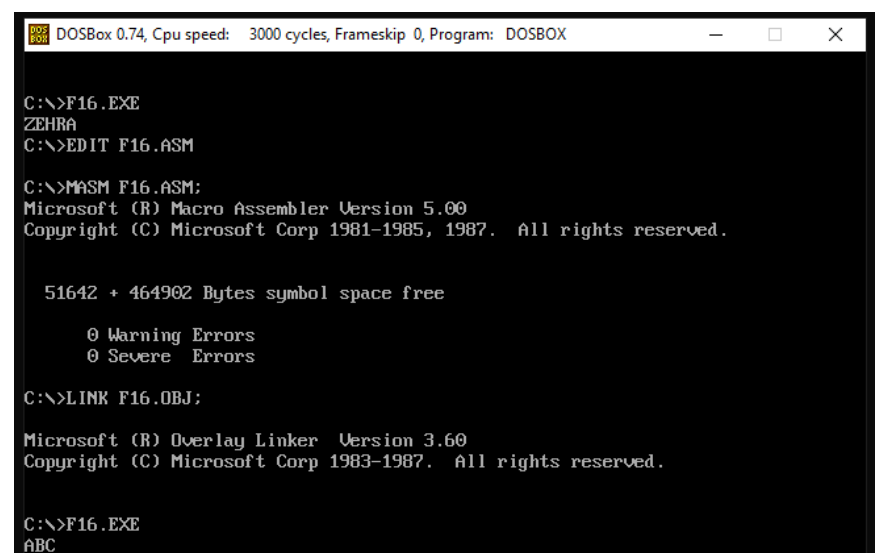 DOS BOX DOSBox 0.74, Cpu speed: 3000 cycles, Frameskip 0, Program: DOSBOX
C:\>F16.EXE
ZEHRA
C:\>EDIT F16.ASM
C:\>MASM F16.ASM;
Microsoft (R) Macro Assembler Version 5.00
Copyright (C) Microsoft Corp 1981-1985, 1987. All rights reserved.
51642 + 464902 Bytes symbol space free
0 Warning Errors
0 Severe Errors
C:\>LINK F16.OBJ;
Microsoft (R) Overlay Linker Version 3.60
Copyright (C) Microsoft Corp 1983-1987. All rights reserved.
C:\>F16.EXE
ABC